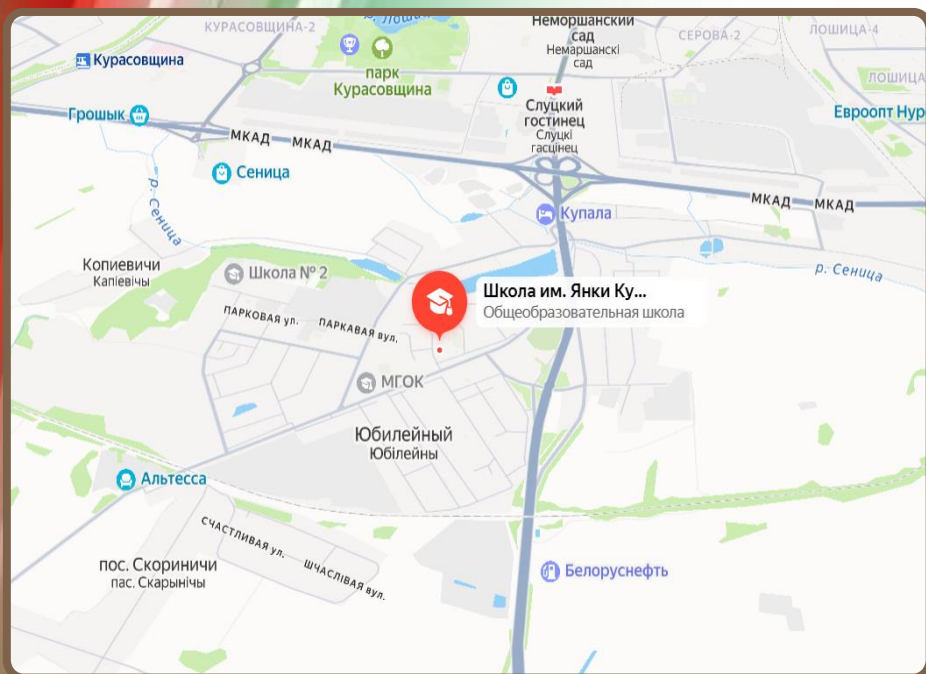 КУРАСОВЩИНА-2
р. Лошиц
Неморшанский
сад
Немаршанскі
сад
СЕРОВА-2
ЛОШИЦА-4
Курасовщина
парк
Курасовщина
ЛОШИЦА
Грошык
Слуцкий
гостинец
Слуцкі
гасцінец
Евроопт Нур
МКАД
МКАД
Сеница
МКАД
МКАД
р. Сеница
Купала
Копиевичи
Капіевічы
Школа № 2
р. Сеница
Школа им. Янки Ку...
Общеобразовательная школа
ПАРКОВАЯ ул.
ПАРКАВАЯ вул.
МГОК
Юбилейный
Юбілейны
Альтесса
СЧАСТЛИВАЯ ул.
ШЧАСЛІВАЯ вул.
пос. Скориничи
пас. Скарынічы
Белоруснефть